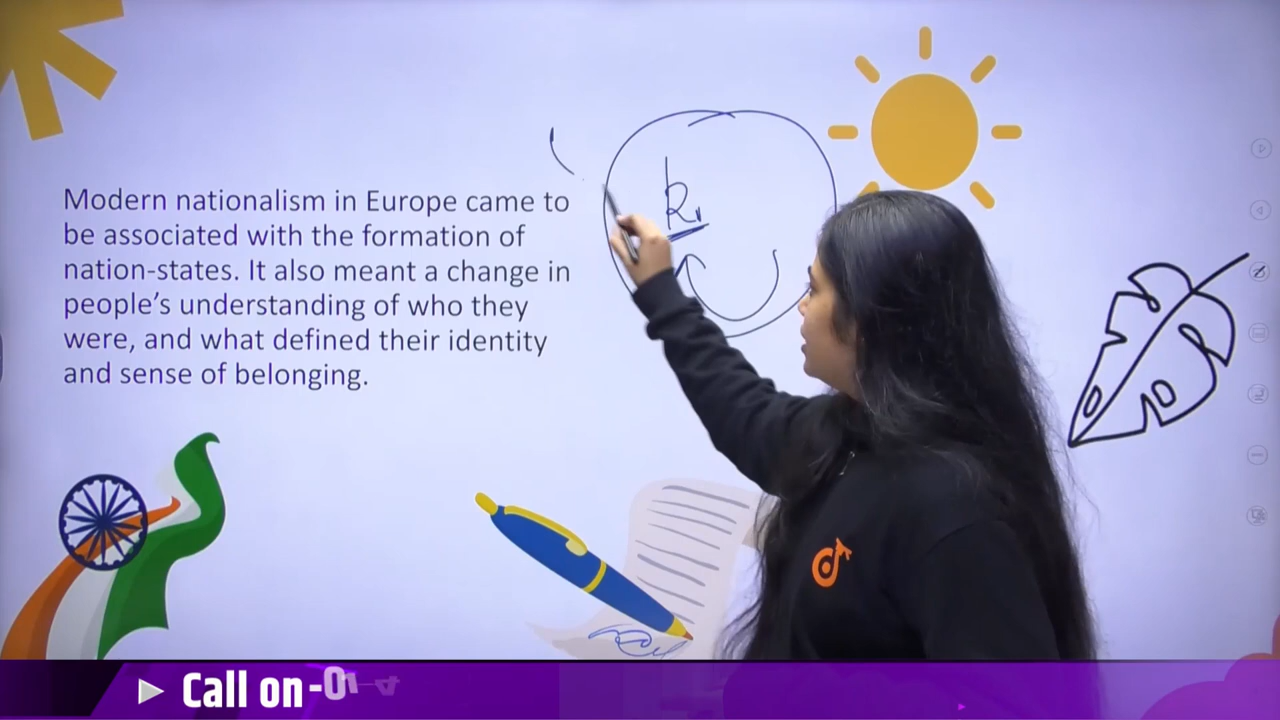 Modern nationalism in Europe came to
be associated with the formation of
nation-states. It also meant a change in
people's understanding of who they
were, and what defined their identity
and sense of belonging.
Call on-